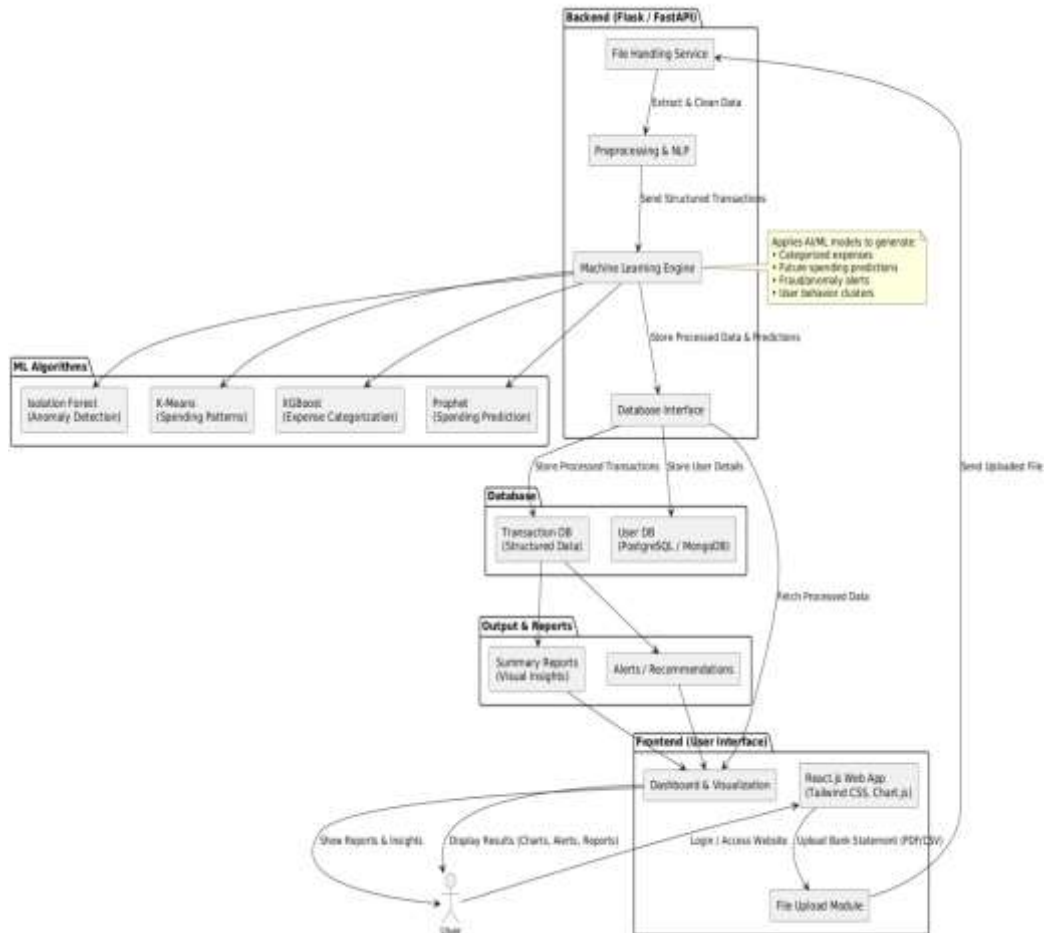 Backend (Flask / FastAPI)
File Handling Service
Extract & Clean Data
Preprocessing & NLP
Send Structured Transactions
Machine Learning Engine
Applies AI/ML models to generate:
• Categorized expenses
• Future spending predictions
• Fraud/anomaly alerts
• User behavior clusters
Store Processed Data & Predictions
ML Algorithms
Isolation Forest
(Anomaly Detection)
K-Means
(Spending Patterns)
XGBoost
(Expense Categorization)
Prophet
(Spending Prediction)
Database Interface
Store Processed Transactions
Store User Details
Send Uploaded File
Database
Transaction DB
(Structured Data)
User DB
(PostgreSQL / MongoDB)
Fetch Processed Data
Output & Reports
Summary Reports
(Visual Insights)
Alerts / Recommendations
Frontend (User Interface)
Dashboard & Visualization
React.js Web App
(Tailwind CSS, Chart.js)
Show Reports & Insights
Display Results (Charts, Alerts, Reports)
Login / Access Website
Upload Bank Statement (PDF/CSV)
File Upload Module
User